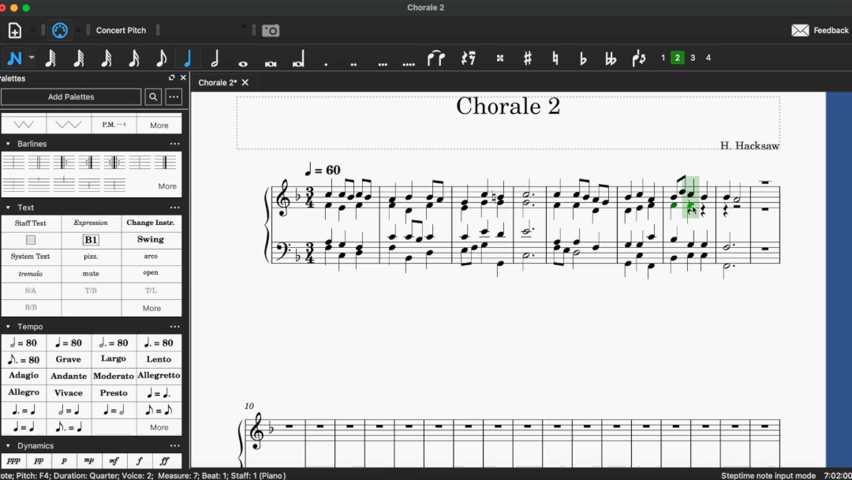 Chorale 2
Concert Pitch
Feedback
1 2 3 4
Palettes
Chorale 2*
Add Palettes
P.M.
More
Barlines
More
Text
Staff Text Expression Change Instr.
B1 Swing
System Text pizz. arco
tremolo mute open
S/A T/B T/L
B/B More
Tempo
= 80 = 80 = 80 = 80
= 80 Grave Largo Lento
Adagio Andante Moderato Allegretto
Allegro Vivace Presto
More
Dynamics
ppp pp p mp mf f ff
Chorale 2
H. Hacksaw
= 60
3
4
3
4
10
ote; Pitch: F4; Duration: Quarter; Voice: 2; Measure: 7; Beat: 1; Staff: 1 (Piano)
Steptime note input mode
7:02:00